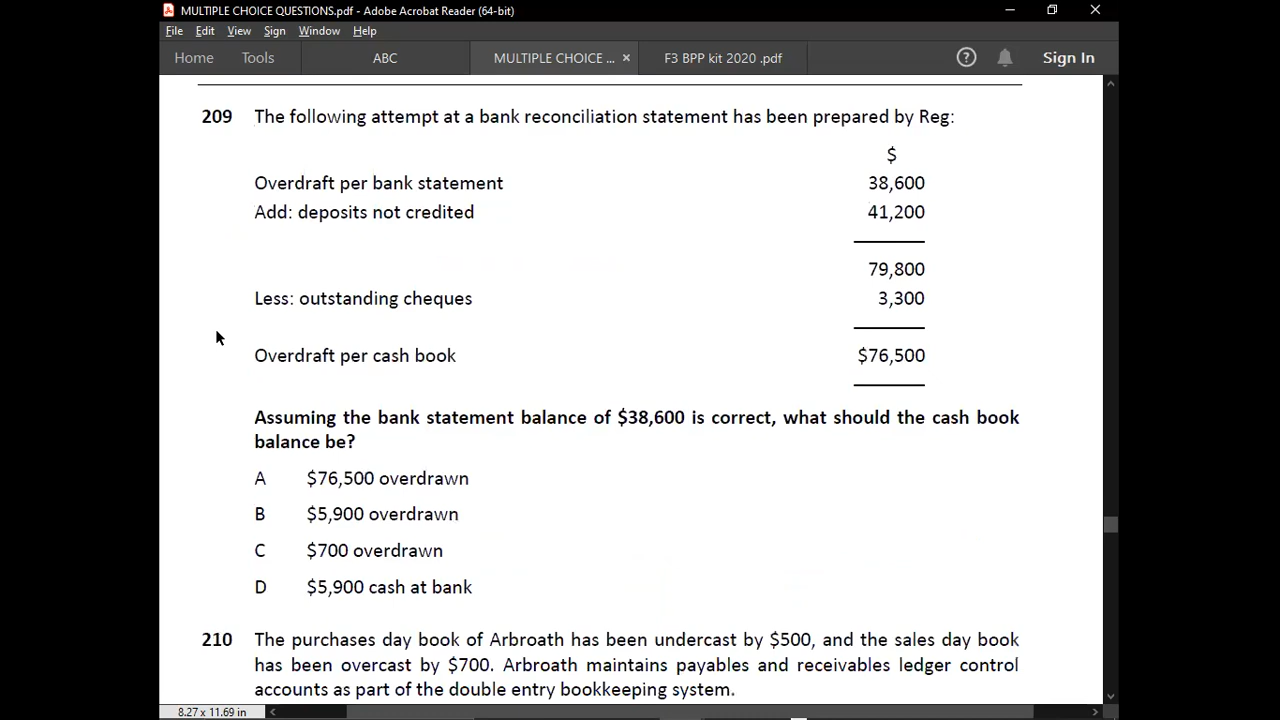 MULTIPLE CHOICE QUESTIONS.pdf - Adobe Acrobat Reader (64-bit)
File Edit View Sign Window Help
Home Tools ABC MULTIPLE CHOICE ... × F3 BPP kit 2020 .pdf ? Sign In
209 The following attempt at a bank reconciliation statement has been prepared by Reg:
$
Overdraft per bank statement 38,600
Add: deposits not credited 41,200
79,800
Less: outstanding cheques 3,300
Overdraft per cash book $76,500
Assuming the bank statement balance of $38,600 is correct, what should the cash book
balance be?
A $76,500 overdrawn
B $5,900 overdrawn
C $700 overdrawn
D $5,900 cash at bank
210 The purchases day book of Arbroath has been undercast by $500, and the sales day book
has been overcast by $700. Arbroath maintains payables and receivables ledger control
accounts as part of the double entry bookkeeping system.
8.27 x 11.69 in